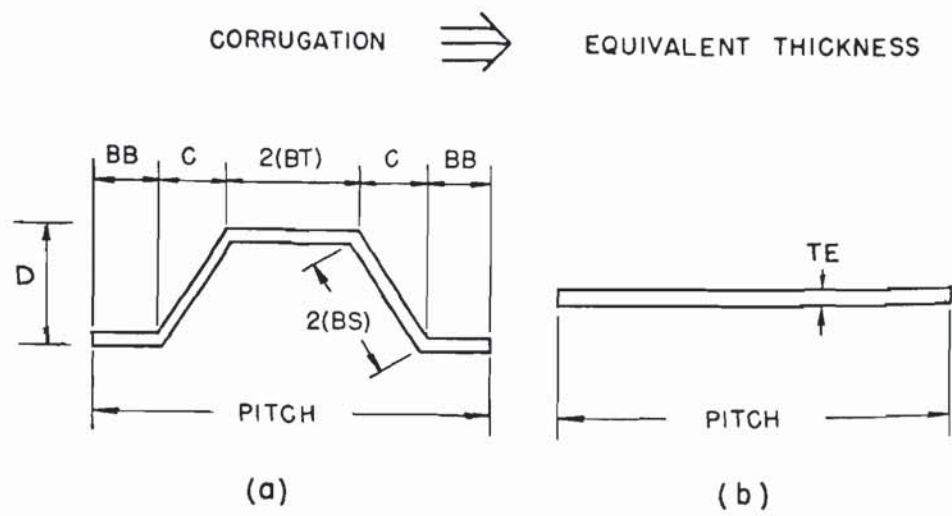 CORRUGATION
EQUIVALENT THICKNESS
BB C 2(BT) C BB
D
2(BS)
PITCH
(a)
TE
PITCH
(b)